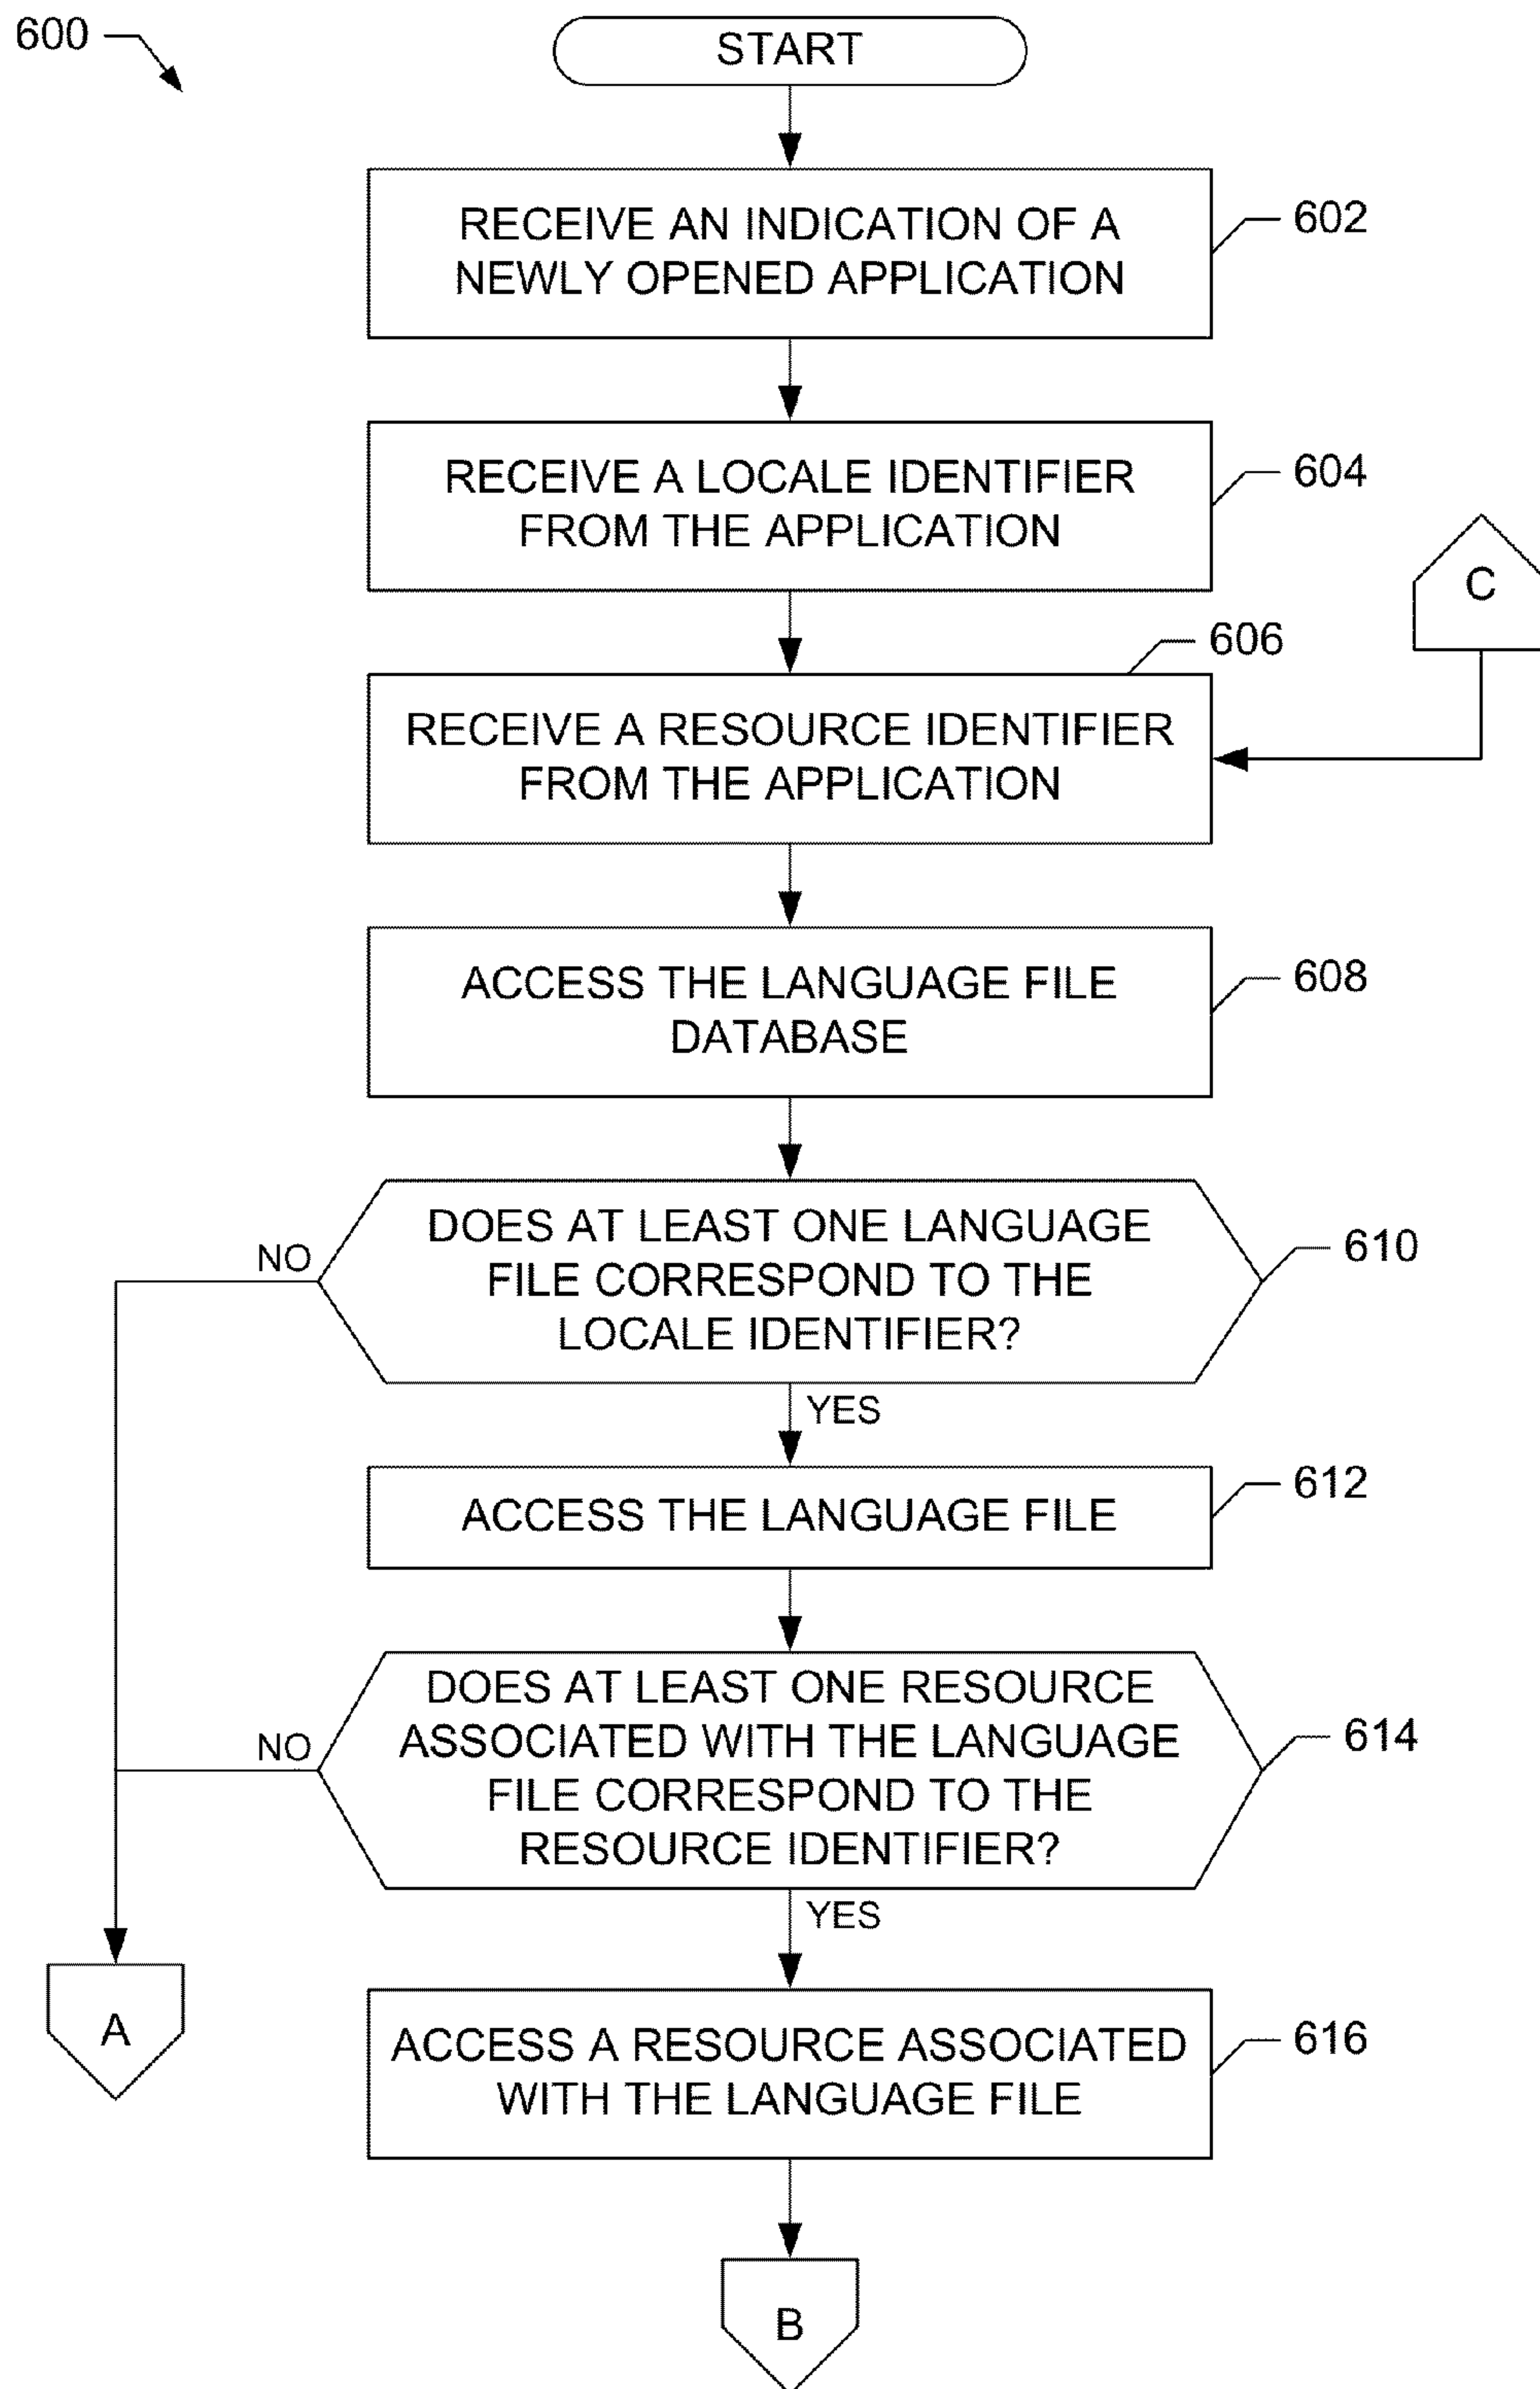 600
START
RECEIVE AN INDICATION OF A
NEWLY OPENED APPLICATION
602
RECEIVE A LOCALE IDENTIFIER
FROM THE APPLICATION
604
C
606
RECEIVE A RESOURCE IDENTIFIER
FROM THE APPLICATION
ACCESS THE LANGUAGE FILE
DATABASE
608
DOES AT LEAST ONE LANGUAGE
FILE CORRESPOND TO THE
LOCALE IDENTIFIER?
610
NO
YES
ACCESS THE LANGUAGE FILE
612
DOES AT LEAST ONE RESOURCE
ASSOCIATED WITH THE LANGUAGE
FILE CORRESPOND TO THE
RESOURCE IDENTIFIER?
614
NO
YES
A
ACCESS A RESOURCE ASSOCIATED
WITH THE LANGUAGE FILE
616
B